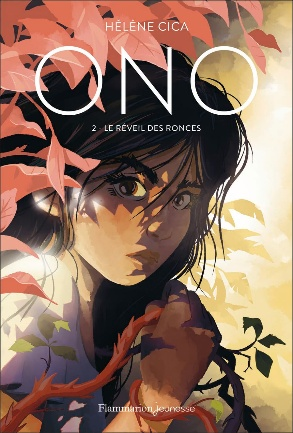 HÉLÈNE CICA
ONO
2 - LE RÉVEIL DES RONCES
Flammarion Jeunesse